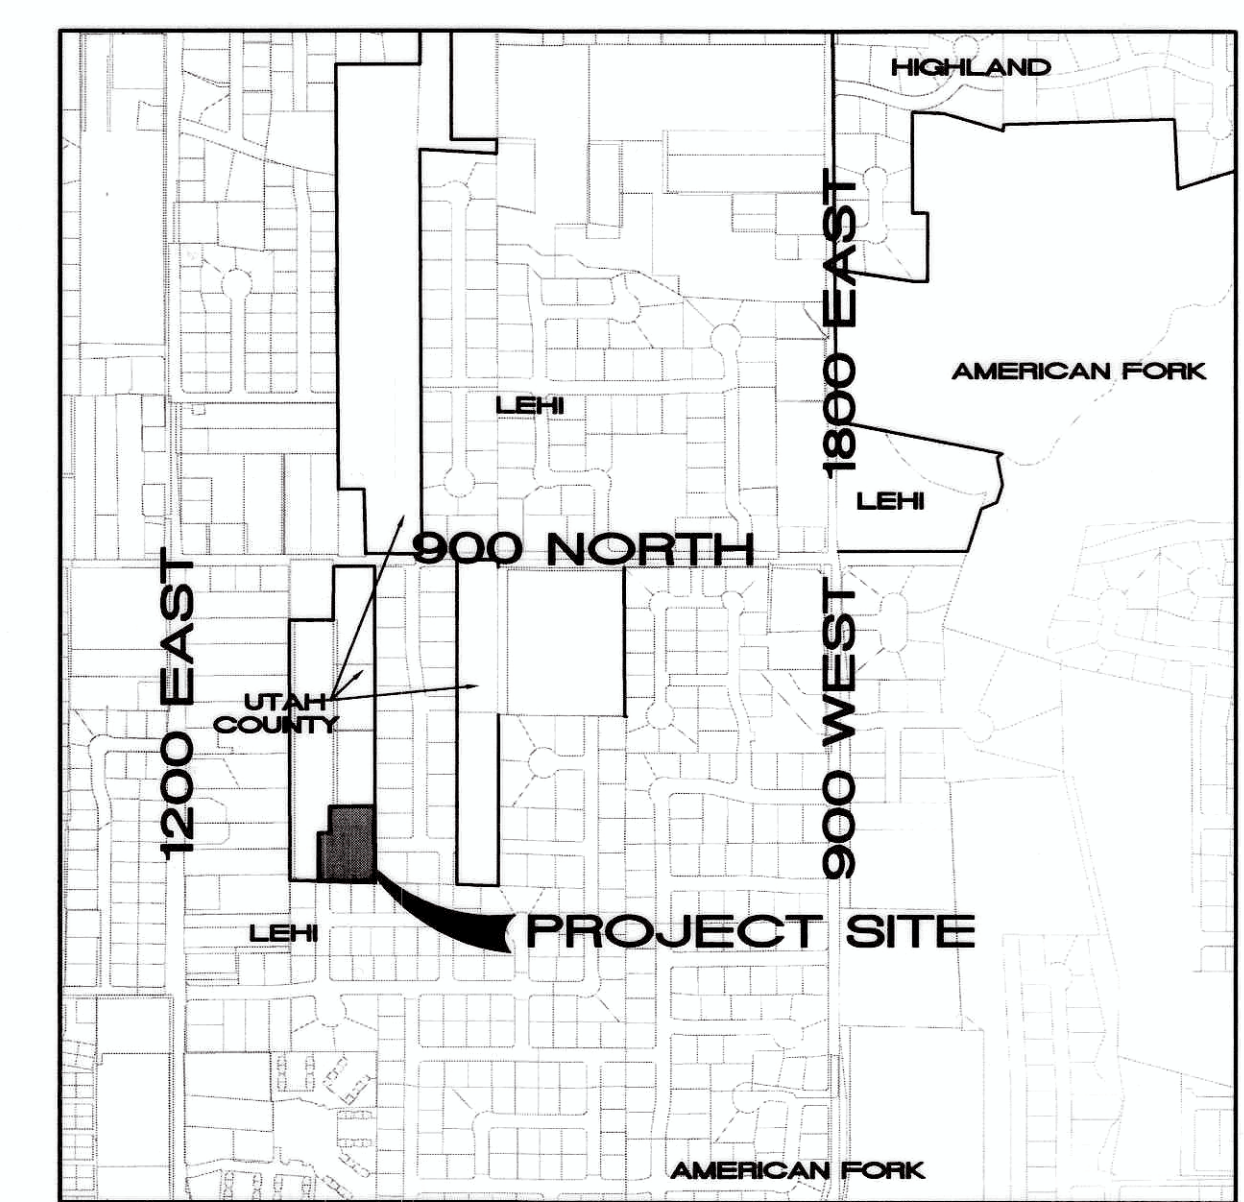 HIGHLAND
1800 EAST
AMERICAN FORK
LEHI
LEHI
900 NORTH
1200 EAST
900 WEST
UTAH
COUNTY
PROJECT SITE
LEHI
AMERICAN FORK